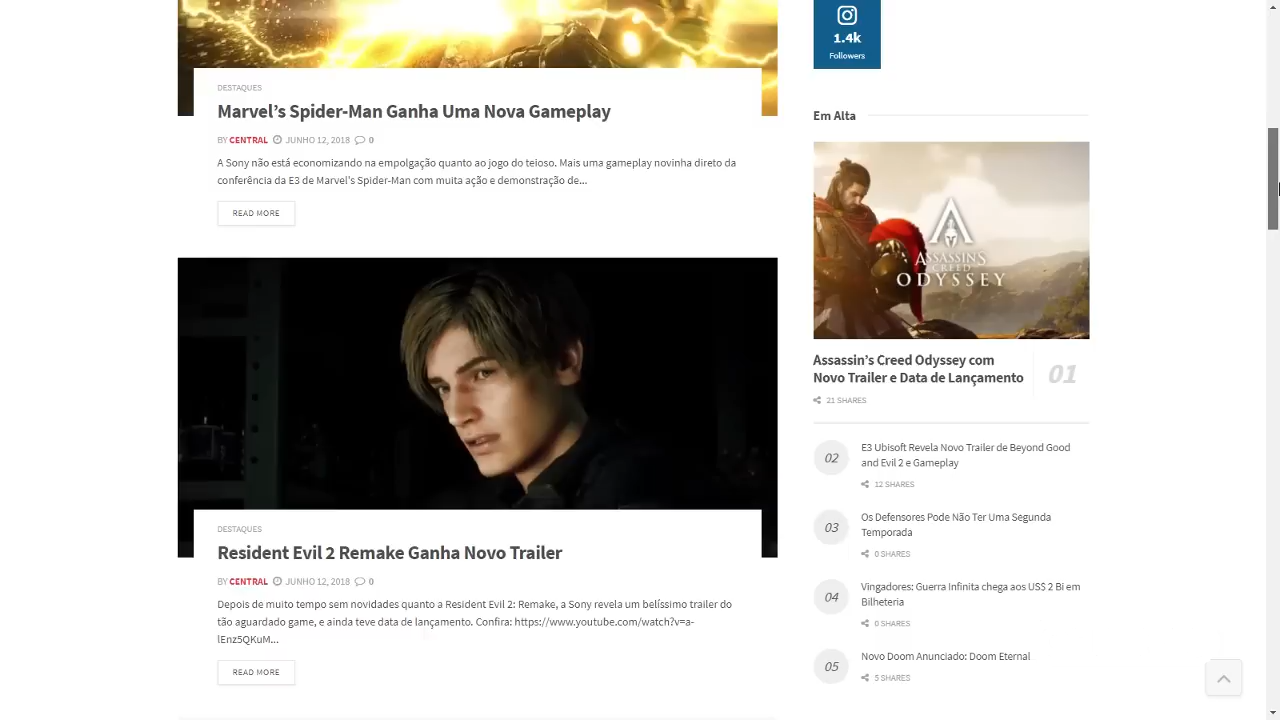 DESTAQUES
Marvel’s Spider-Man Ganha Uma Nova Gameplay
BY CENTRAL JUNHO 12, 2018 0
A Sony não está economizando na empolgação quanto ao jogo do teioso. Mais uma gameplay novinha direto da
conferência da E3 de Marvel's Spider-Man com muita ação e demonstração de...
READ MORE
DESTAQUES
Resident Evil 2 Remake Ganha Novo Trailer
BY CENTRAL JUNHO 12, 2018 0
Depois de muito tempo sem novidades quanto a Resident Evil 2: Remake, a Sony revela um belíssimo trailer do
tão aguardado game, e ainda teve data de lançamento. Confira: https://www.youtube.com/watch?v=a-
lEnz5QKuM...
READ MORE
1.4k
Followers
Em Alta
ASSASSIN'S
CREED
ODYSSEY
Assassin’s Creed Odyssey com
Novo Trailer e Data de Lançamento
01
21 SHARES
02
E3 Ubisoft Revela Novo Trailer de Beyond Good
and Evil 2 e Gameplay
12 SHARES
03
Os Defensores Pode Não Ter Uma Segunda
Temporada
0 SHARES
04
Vingadores: Guerra Infinita chega aos US$ 2 Bi em
Bilheteria
0 SHARES
05
Novo Doom Anunciado: Doom Eternal
5 SHARES